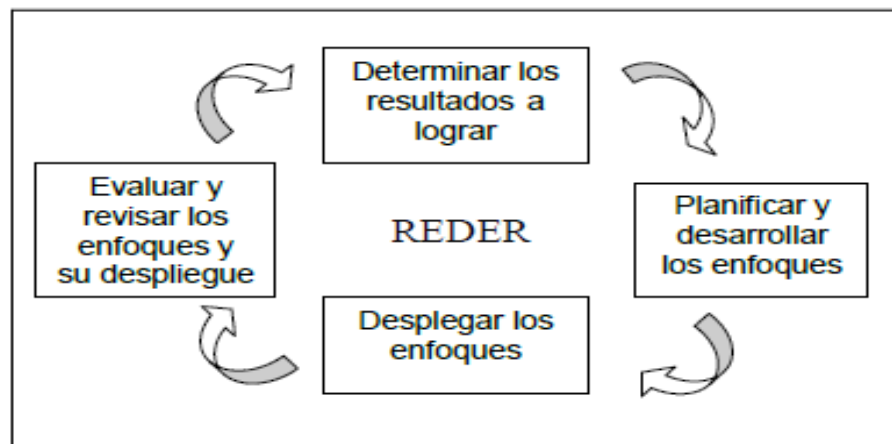 Determinar los
resultados a
lograr
Evaluar y
revisar los
enfoques y
su despliegue
REDER
Planificar y
desarrollar
los enfoques
Desplegar los
enfoques